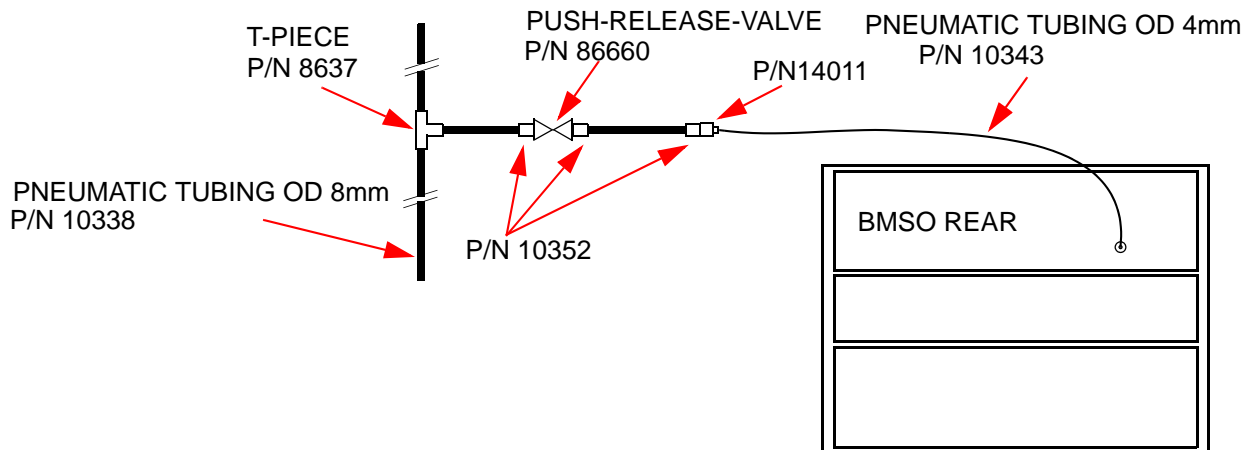 T-PIECE
P/N 8637
PUSH-RELEASE-VALVE
P/N 86660
P/N14011
PNEUMATIC TUBING OD 4mm
P/N 10343
PNEUMATIC TUBING OD 8mm
P/N 10338
P/N 10352
BMSO REAR